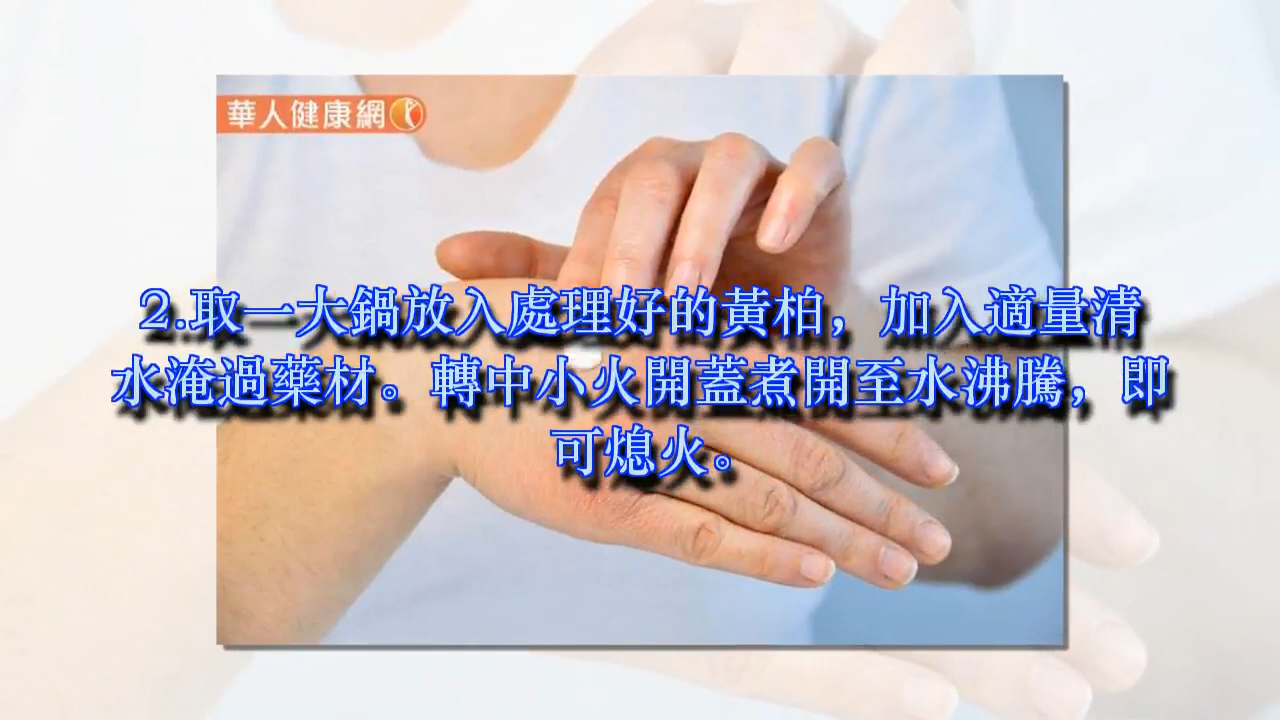 華人健康網
2.取一大鍋放入處理好的黃柏，加入適量清
水淹過藥材。轉中小火開蓋煮開至水沸騰，即
可熄火。